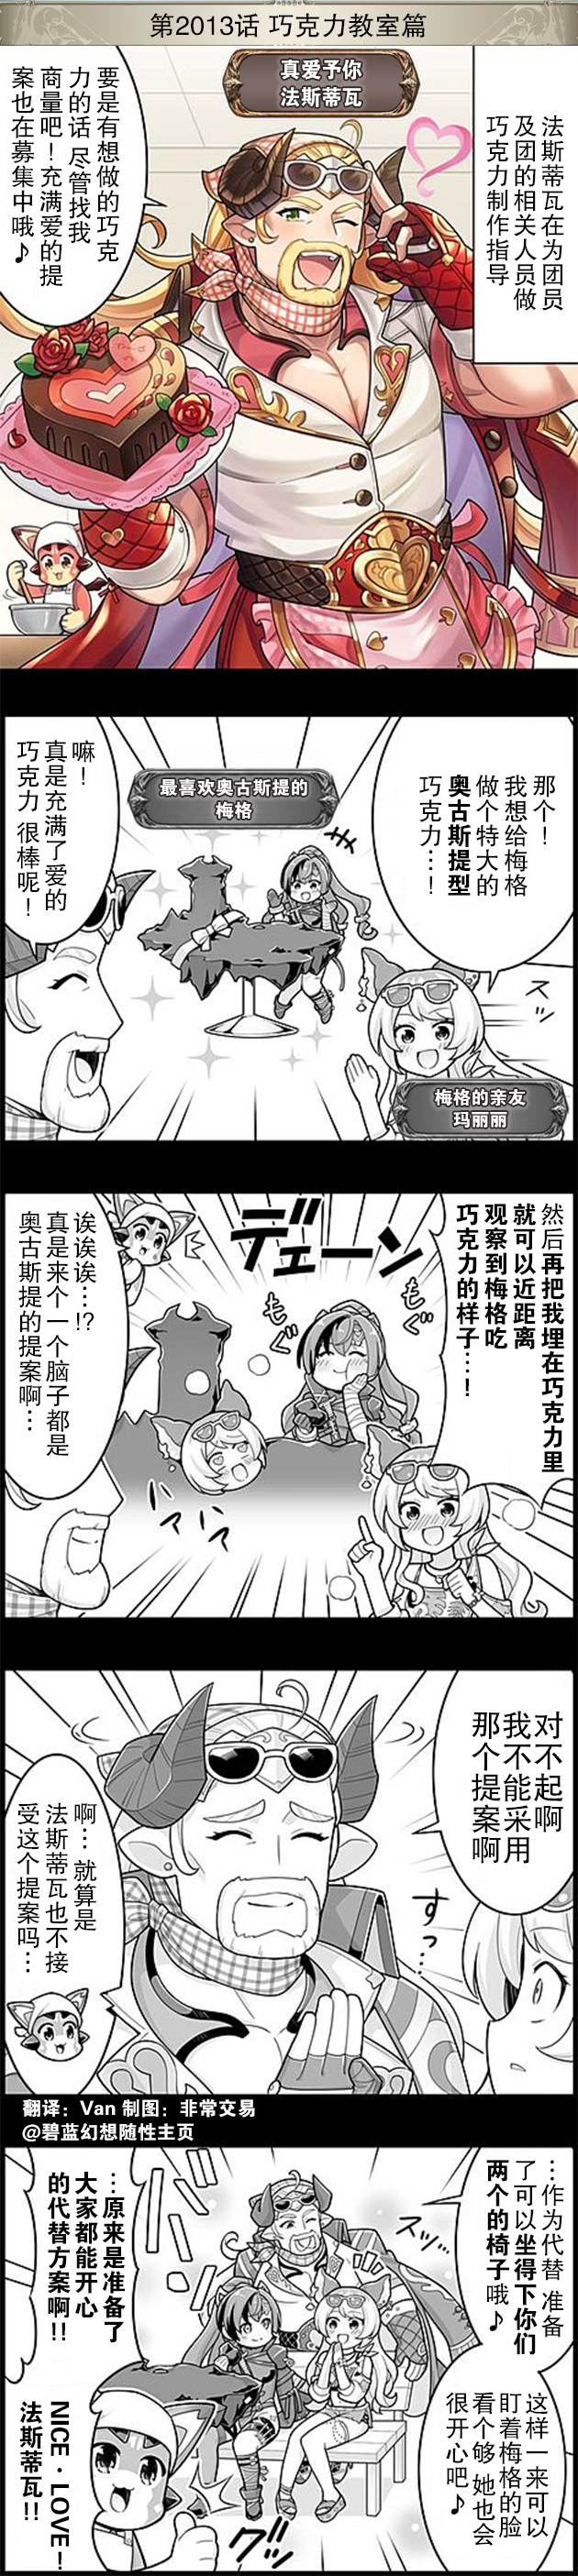 第2013话 巧克力教室篇
法斯蒂瓦在为团员
及团的相关人员做
巧克力制作指导
真爱予你
法斯蒂瓦
要是有想做的巧克
力的话 尽管找我
商量吧！充满爱的提
案也在募集中哦♪
那个！
我想给梅格
做个特大的
奥古斯提型
巧克力…！
最喜欢奥古斯提的
梅格
嘛！
真是充满了爱的
巧克力 很棒呢！
スッ
梅格的亲友
玛丽丽
然后再把我埋在巧克力里
就可以近距离
观察到梅格吃
巧克力的样子…！
デェーン
もぐ
もぐ
诶诶诶…!?
真是来个一个脑子都是
奥古斯提的提案啊…
ハァ
ハァ
对不起啊
我不能采用
那个提案啊
すっ…
啊… 就算是
法斯蒂瓦也不接
受这个提案吗…
翻译：Van 制图：非常交易
@碧蓝幻想随性主页
…作为代替 准备
了可以坐得下你们
两个的椅子哦♪
スッ…
这样一来可以
盯着梅格的脸
看个够 她也会
很开心吧♪
…原来是准备了
大家都能开心
的代替方案啊!!
NICE·LOVE！
法斯蒂瓦!!
グッ